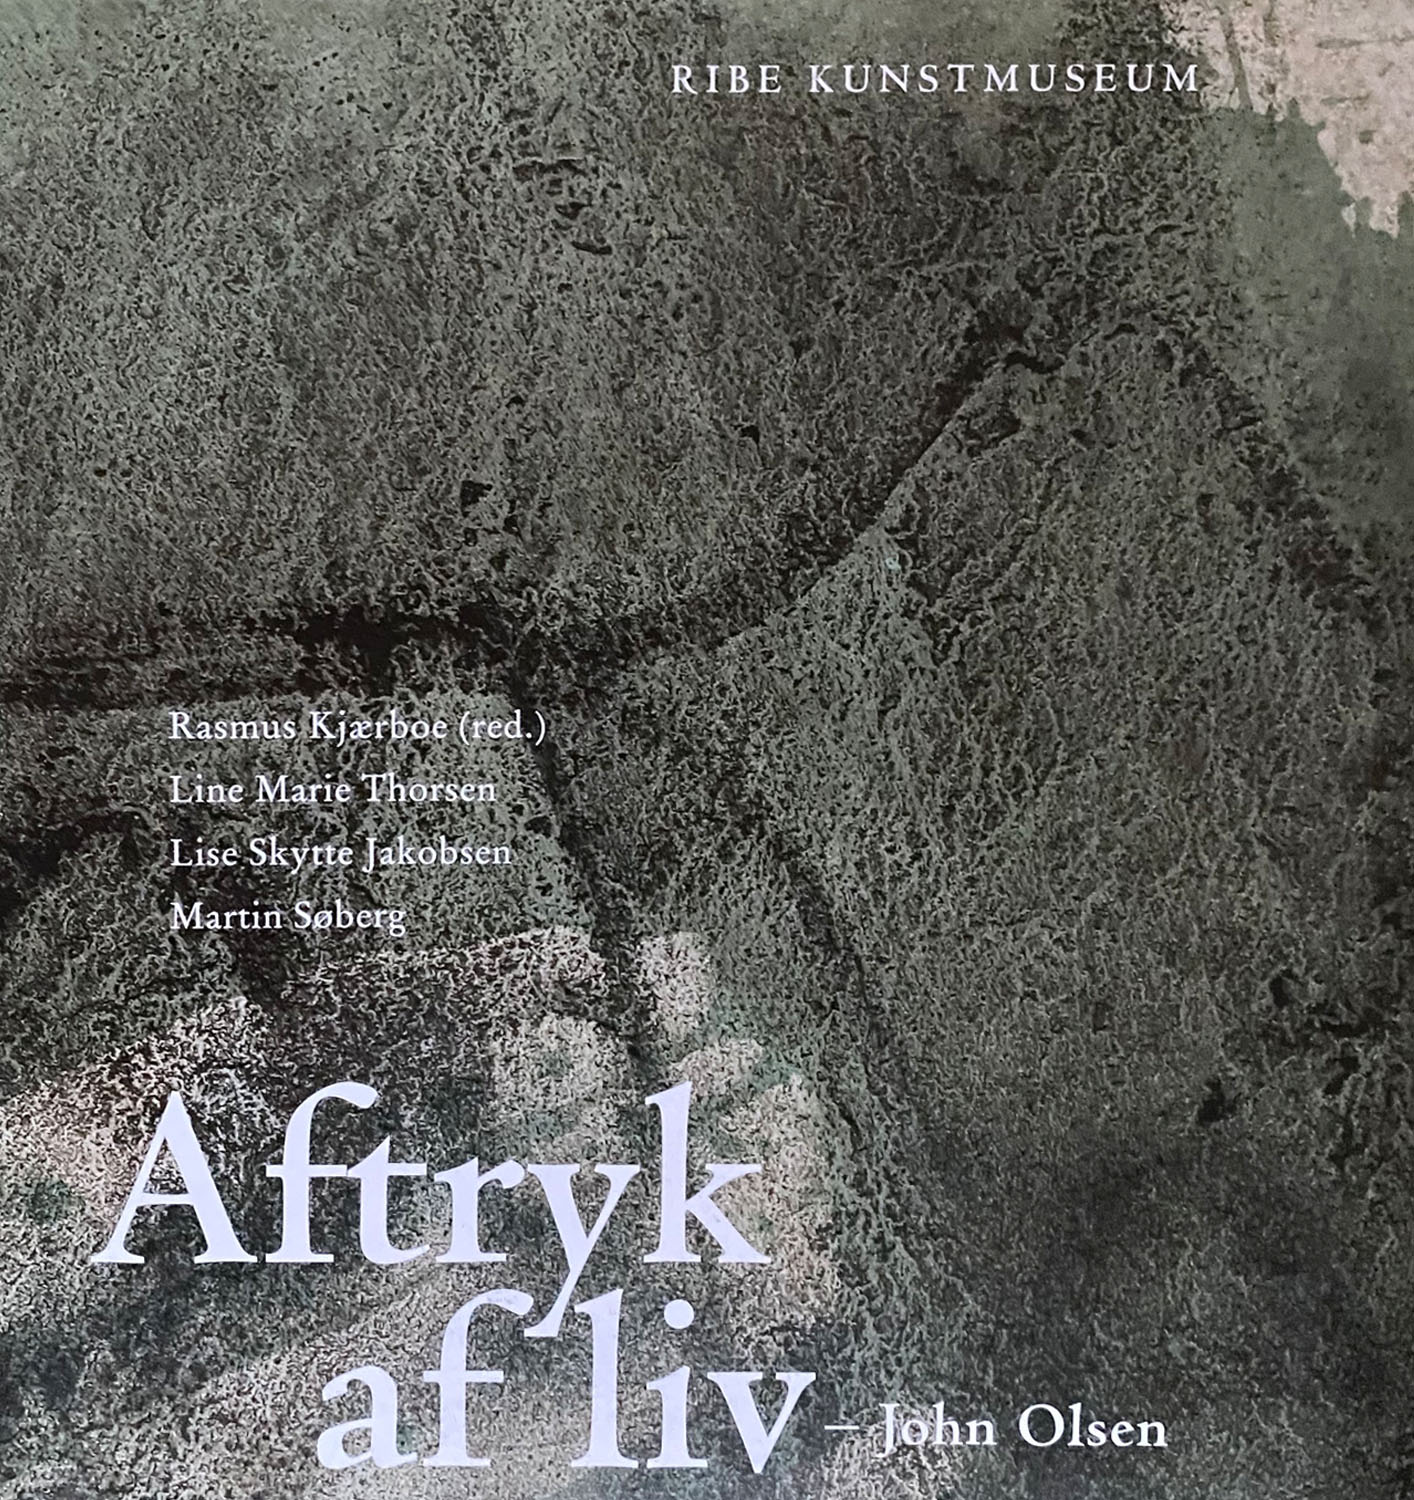 RIBE KUNSTMUSEUM
Rasmus Kjærboe (red.)
Line Marie Thorsen
Lise Skytte Jakobsen
Martin Søberg
Aftryk
af liv – John Olsen